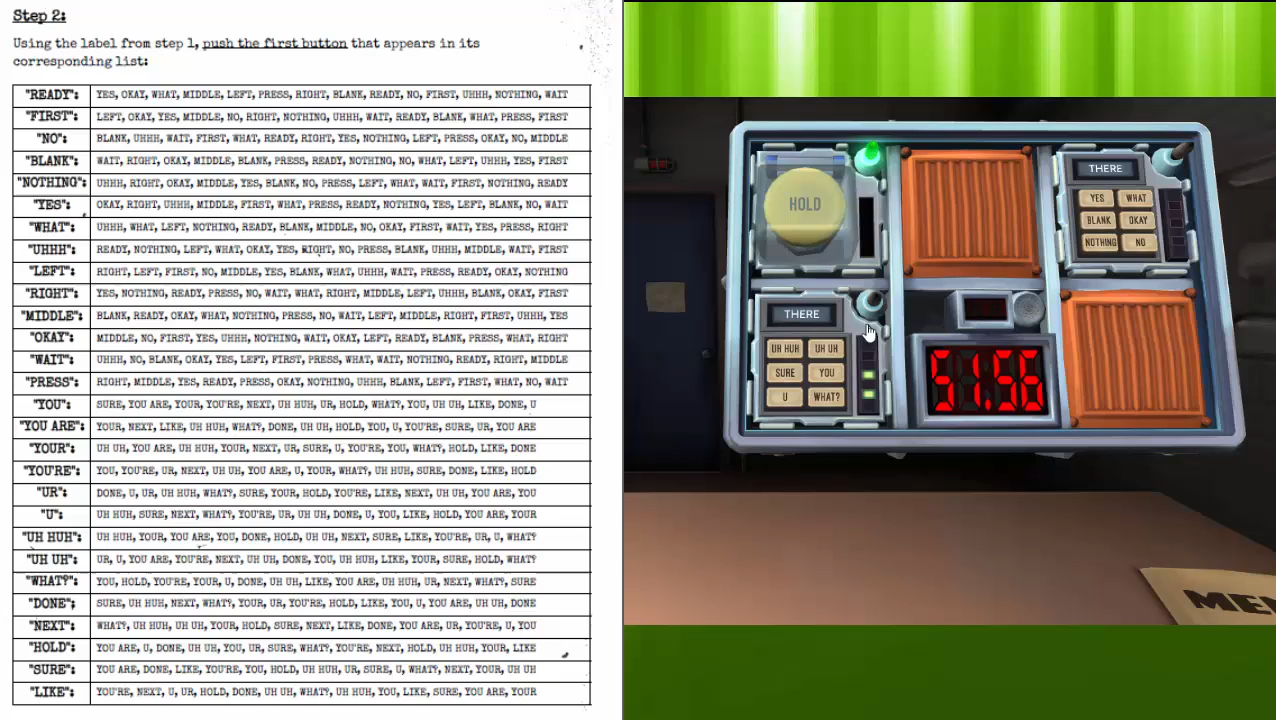 Step 2:
Using the label from step 1, push the first button that appears in its
corresponding list:
"READY": YES, OKAY, WHAT, MIDDLE, LEFT, PRESS, RIGHT, BLANK, READY, NO, FIRST, UHHH, NOTHING, WAIT
"FIRST": LEFT, OKAY, YES, MIDDLE, NO, RIGHT, NOTHING, UHHH, WAIT, READY, BLANK, WHAT, PRESS, FIRST
"NO": BLANK, UHHH, WAIT, FIRST, WHAT, READY, RIGHT, YES, NOTHING, LEFT, PRESS, OKAY, NO, MIDDLE
"BLANK": WAIT, RIGHT, OKAY, MIDDLE, BLANK, PRESS, READY, NOTHING, NO, WHAT, LEFT, UHHH, YES, FIRST
"NOTHING": UHHH, RIGHT, OKAY, MIDDLE, YES, BLANK, NO, PRESS, LEFT, WHAT, WAIT, FIRST, NOTHING, READY
"YES": OKAY, RIGHT, UHHH, MIDDLE, FIRST, WHAT, PRESS, READY, NOTHING, YES, LEFT, BLANK, NO, WAIT
"WHAT": UHHH, WHAT, LEFT, NOTHING, READY, BLANK, MIDDLE, NO, OKAY, FIRST, WAIT, YES, PRESS, RIGHT
"UHHH": READY, NOTHING, LEFT, WHAT, OKAY, YES, RIGHT, NO, PRESS, BLANK, UHHH, MIDDLE, WAIT, FIRST
"LEFT": RIGHT, LEFT, FIRST, NO, MIDDLE, YES, BLANK, WHAT, UHHH, WAIT, PRESS, READY, OKAY, NOTHING
"RIGHT": YES, NOTHING, READY, PRESS, NO, WAIT, WHAT, RIGHT, MIDDLE, LEFT, UHHH, BLANK, OKAY, FIRST
"MIDDLE": BLANK, READY, OKAY, WHAT, NOTHING, PRESS, NO, WAIT, LEFT, MIDDLE, RIGHT, FIRST, UHHH, YES
"OKAY": MIDDLE, NO, FIRST, YES, UHHH, NOTHING, WAIT, OKAY, LEFT, READY, BLANK, PRESS, WHAT, RIGHT
"WAIT": UHHH, NO, BLANK, OKAY, YES, LEFT, FIRST, PRESS, WHAT, WAIT, NOTHING, READY, RIGHT, MIDDLE
"PRESS": RIGHT, MIDDLE, YES, READY, PRESS, OKAY, NOTHING, UHHH, BLANK, LEFT, FIRST, WHAT, NO, WAIT
"YOU": SURE, YOU ARE, YOUR, YOU'RE, NEXT, UH HUH, UR, HOLD, WHAT?, YOU, UH UH, LIKE, DONE, U
"YOU ARE": YOUR, NEXT, LIKE, UH HUH, WHAT?, DONE, UH UH, HOLD, YOU, U, YOU'RE, SURE, UR, YOU ARE
"YOUR": UH UH, YOU ARE, UH HUH, YOUR, NEXT, UR, SURE, U, YOU'RE, YOU, WHAT?, HOLD, LIKE, DONE
"YOU'RE": YOU, YOU'RE, UR, NEXT, UH UH, YOU ARE, U, YOUR, WHAT?, UH HUH, SURE, DONE, LIKE, HOLD
"UR": DONE, U, UR, UH HUH, WHAT?, SURE, YOUR, HOLD, YOU'RE, LIKE, NEXT, UH UH, YOU ARE, YOU
"U": UH HUH, SURE, NEXT, WHAT?, YOU'RE, UR, UH UH, DONE, U, YOU, LIKE, HOLD, YOU ARE, YOUR
"UH HUH": UH HUH, YOUR, YOU ARE, YOU, DONE, HOLD, UH UH, NEXT, SURE, LIKE, YOU'RE, UR, U, WHAT?
"UH UH": UR, U, YOU ARE, YOU'RE, NEXT, UH UH, DONE, YOU, UH HUH, LIKE, YOUR, SURE, HOLD, WHAT?
"WHAT?": YOU, HOLD, YOU'RE, YOUR, U, DONE, UH UH, LIKE, YOU ARE, UH HUH, UR, NEXT, WHAT?, SURE
"DONE": SURE, UH HUH, NEXT, WHAT?, YOUR, UR, YOU'RE, HOLD, LIKE, YOU, U, YOU ARE, UH UH, DONE
"NEXT": WHAT?, UH HUH, UH UH, YOUR, HOLD, SURE, NEXT, LIKE, DONE, YOU ARE, UR, YOU'RE, U, YOU
"HOLD": YOU ARE, U, DONE, UH UH, YOU, UR, SURE, WHAT?, YOU'RE, NEXT, HOLD, UH HUH, YOUR, LIKE
"SURE": YOU ARE, DONE, LIKE, YOU'RE, YOU, HOLD, UH HUH, UR, SURE, U, WHAT?, NEXT, YOUR, UH UH
"LIKE": YOU'RE, NEXT, U, UR, HOLD, DONE, UH UH, WHAT?, UH HUH, YOU, LIKE, SURE, YOU ARE, YOUR
HOLD
THERE
YES WHAT
BLANK OKAY
NOTHING NO
THERE
UH HUH UH UH
SURE YOU
U WHAT?
51.56